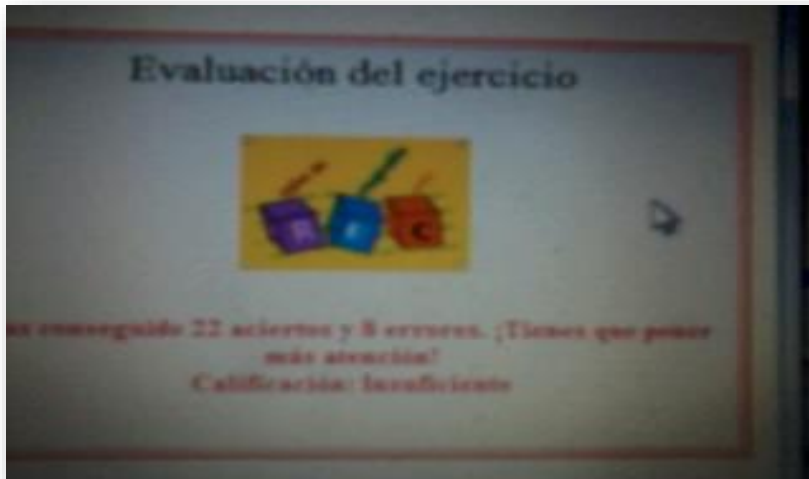 Evaluación del ejercicio
R E C
conseguido 22 aciertos y 8 errores. ¡Tienes que poner
más atención!
Calificación: Insuficiente